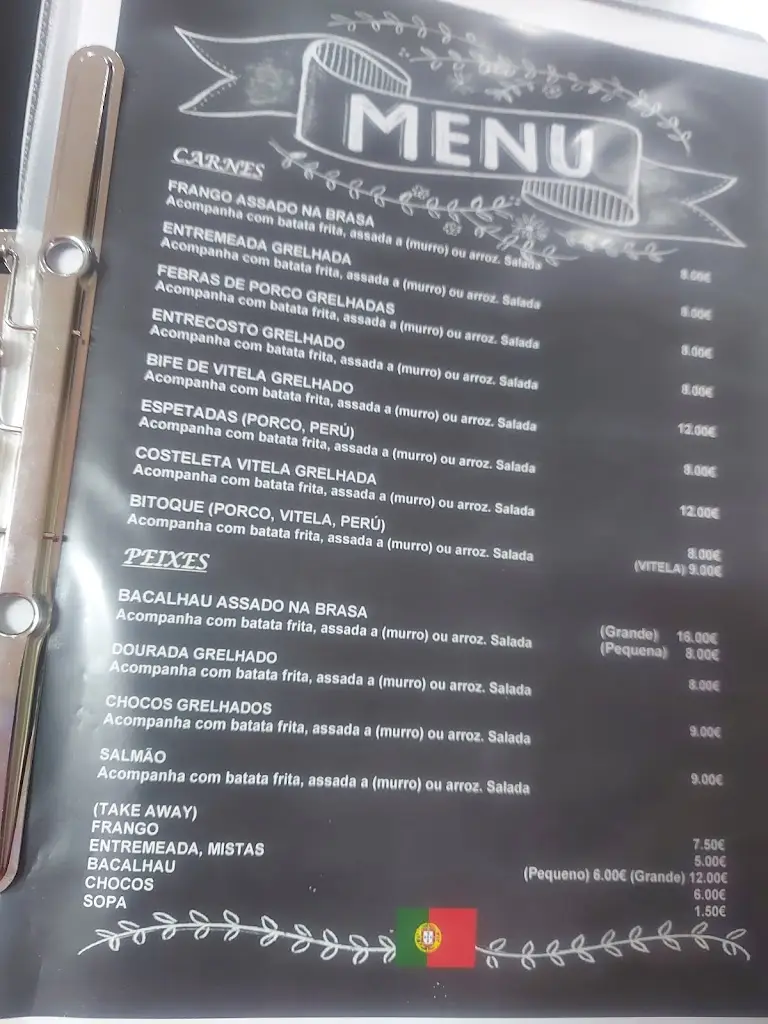 MENU
CARNES
FRANGO ASSADO NA BRASA
Acompanha com batata frita, assada a (murro) ou arroz. Salada 8.00€
ENTREMEADA GRELHADA
Acompanha com batata frita, assada a (murro) ou arroz. Salada 8.00€
FEBRAS DE PORCO GRELHADAS
Acompanha com batata frita, assada a (murro) ou arroz. Salada 8.00€
ENTRECOSTO GRELHADO
Acompanha com batata frita, assada a (murro) ou arroz. Salada 8.00€
BIFE DE VITELA GRELHADO
Acompanha com batata frita, assada a (murro) ou arroz. Salada 12.00€
ESPETADAS (PORCO, PERÚ)
Acompanha com batata frita, assada a (murro) ou arroz. Salada 8.00€
COSTELETA VITELA GRELHADA
Acompanha com batata frita, assada a (murro) ou arroz. Salada 12.00€
BITOQUE (PORCO, VITELA, PERÚ)
Acompanha com batata frita, assada a (murro) ou arroz. Salada 8.00€
(VITELA) 9.00€
PEIXES
BACALHAU ASSADO NA BRASA
Acompanha com batata frita, assada a (murro) ou arroz. Salada (Grande) 16.00€
(Pequena) 8.00€
DOURADA GRELHADO
Acompanha com batata frita, assada a (murro) ou arroz. Salada 8.00€
CHOCOS GRELHADOS
Acompanha com batata frita, assada a (murro) ou arroz. Salada 9.00€
SALMÃO
Acompanha com batata frita, assada a (murro) ou arroz. Salada 9.00€
(TAKE AWAY)
FRANGO 7.50€
ENTREMEADA, MISTAS 5.00€
BACALHAU (Pequeno) 6.00€ (Grande) 12.00€
CHOCOS 6.00€
SOPA 1.50€